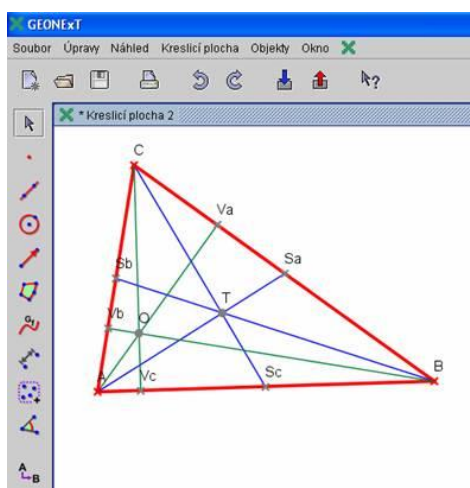 GEONExT
Soubor Úpravy Náhled Kreslicí plocha Objekty Okno
* Kreslicí plocha 2
C
Va
Sa
Sb
T
Vb
O
A
Vc
Sc
B
A
B